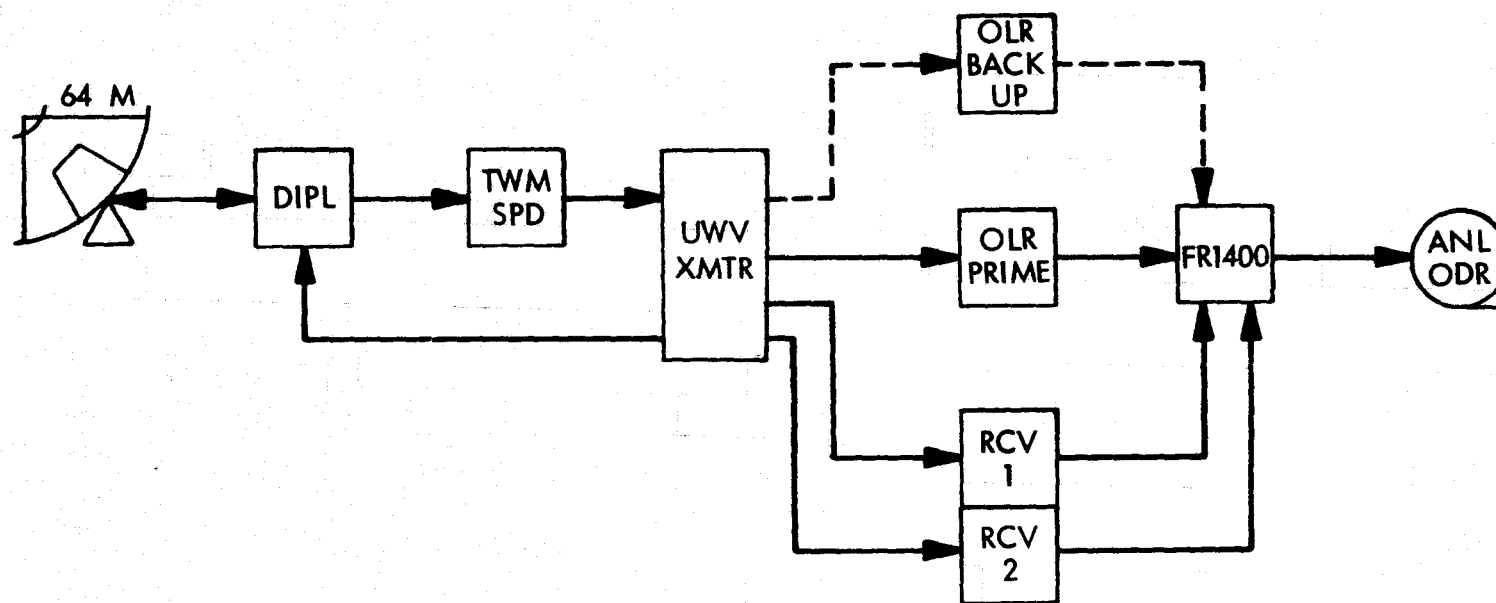 64 M
DIPL
TWM
SPD
UWV
XMTR
OLR
BACK
UP
OLR
PRIME
RCV
1
RCV
2
FR1400
ANL
ODR